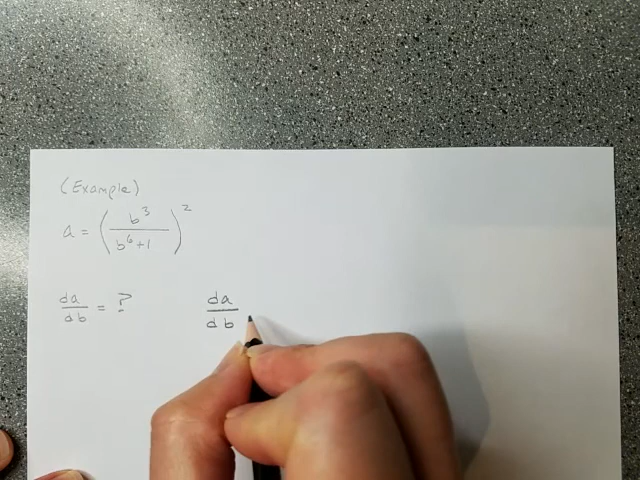 (Example)
a = (b³/(b⁶+1))²
da/db = ? da/db